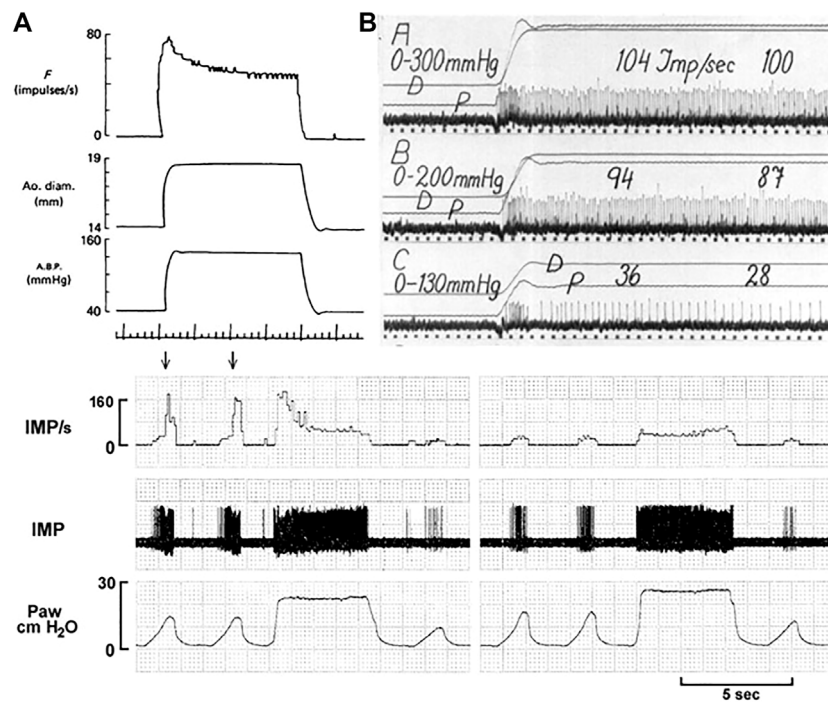 A
80
F
(impulses/s)
0
19
Ao. diam.
(mm)
14
160
A.B.P.
(mmHg)
40
B
A
0-300mmHg
104 Imp/sec 100
D
P
B
0-200mmHg
94 87
D
P
C
0-130mmHg
D
P
36 28
IMP/s
160
0
IMP
Paw
cm H2O
30
0
5 sec